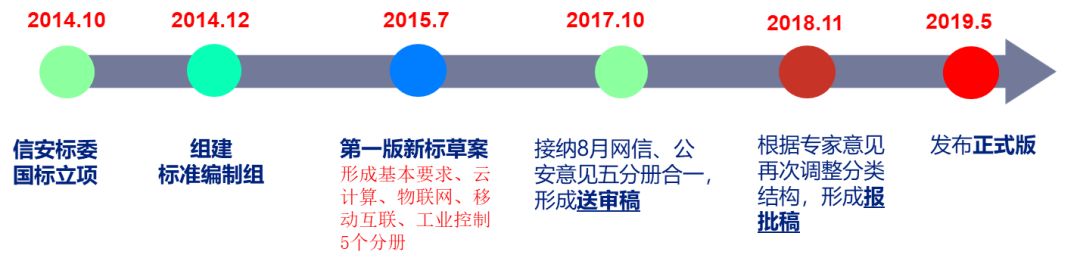 2014.10
信安标委
国标立项
2014.12
组建
标准编制组
2015.7
第一版新标草案
形成基本要求、云
计算、物联网、移
动互联、工业控制
5个分册
2017.10
接纳8月网信、公
安意见五分册合一，
形成送审稿
2018.11
根据专家意见
再次调整分类
结构，形成报
批稿
2019.5
发布正式版